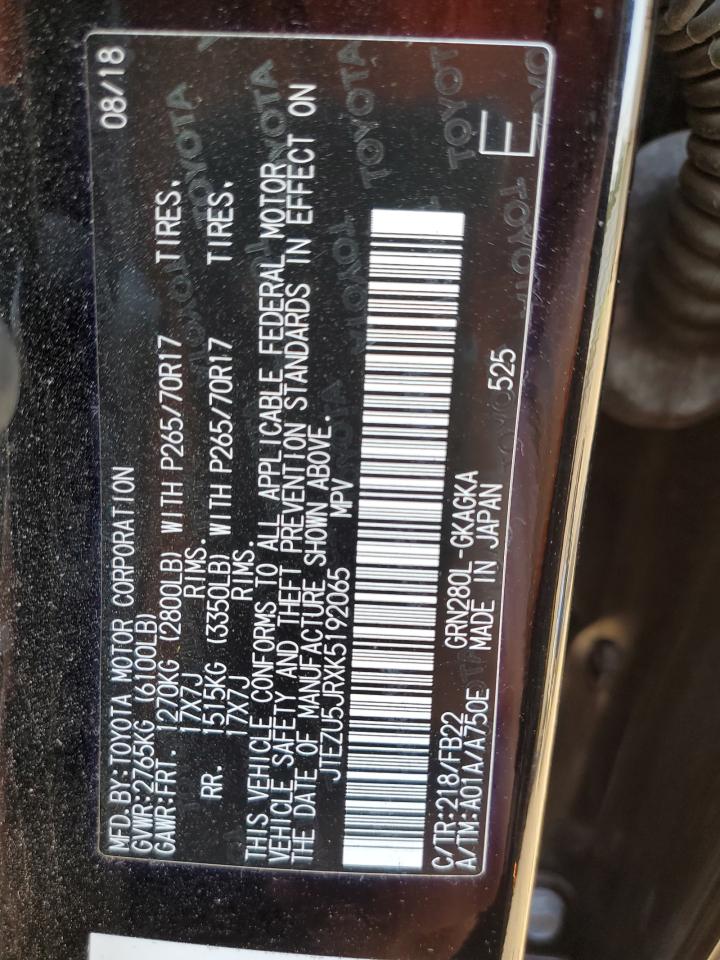 MFD. BY: TOYOTA MOTOR CORPORATION 08/18
GVWR: 2765KG (6100LB)
GAWR: FRT. 1270KG (2800LB) WITH P265/70R17 TIRES.
17X7J RIMS.
RR. 1515KG (3350LB) WITH P265/70R17 TIRES.
17X7J RIMS.
THIS VEHICLE CONFORMS TO ALL APPLICABLE FEDERAL MOTOR
VEHICLE SAFETY AND THEFT PREVENTION STANDARDS IN EFFECT ON
THE DATE OF MANUFACTURE SHOWN ABOVE.
JTEZU5JRXK5192065 MPV
C/TR: 218/FB22 GRN280L-GKAGKA
A/TM: A01A/A750E MADE IN JAPAN 525
E
TOYOTA